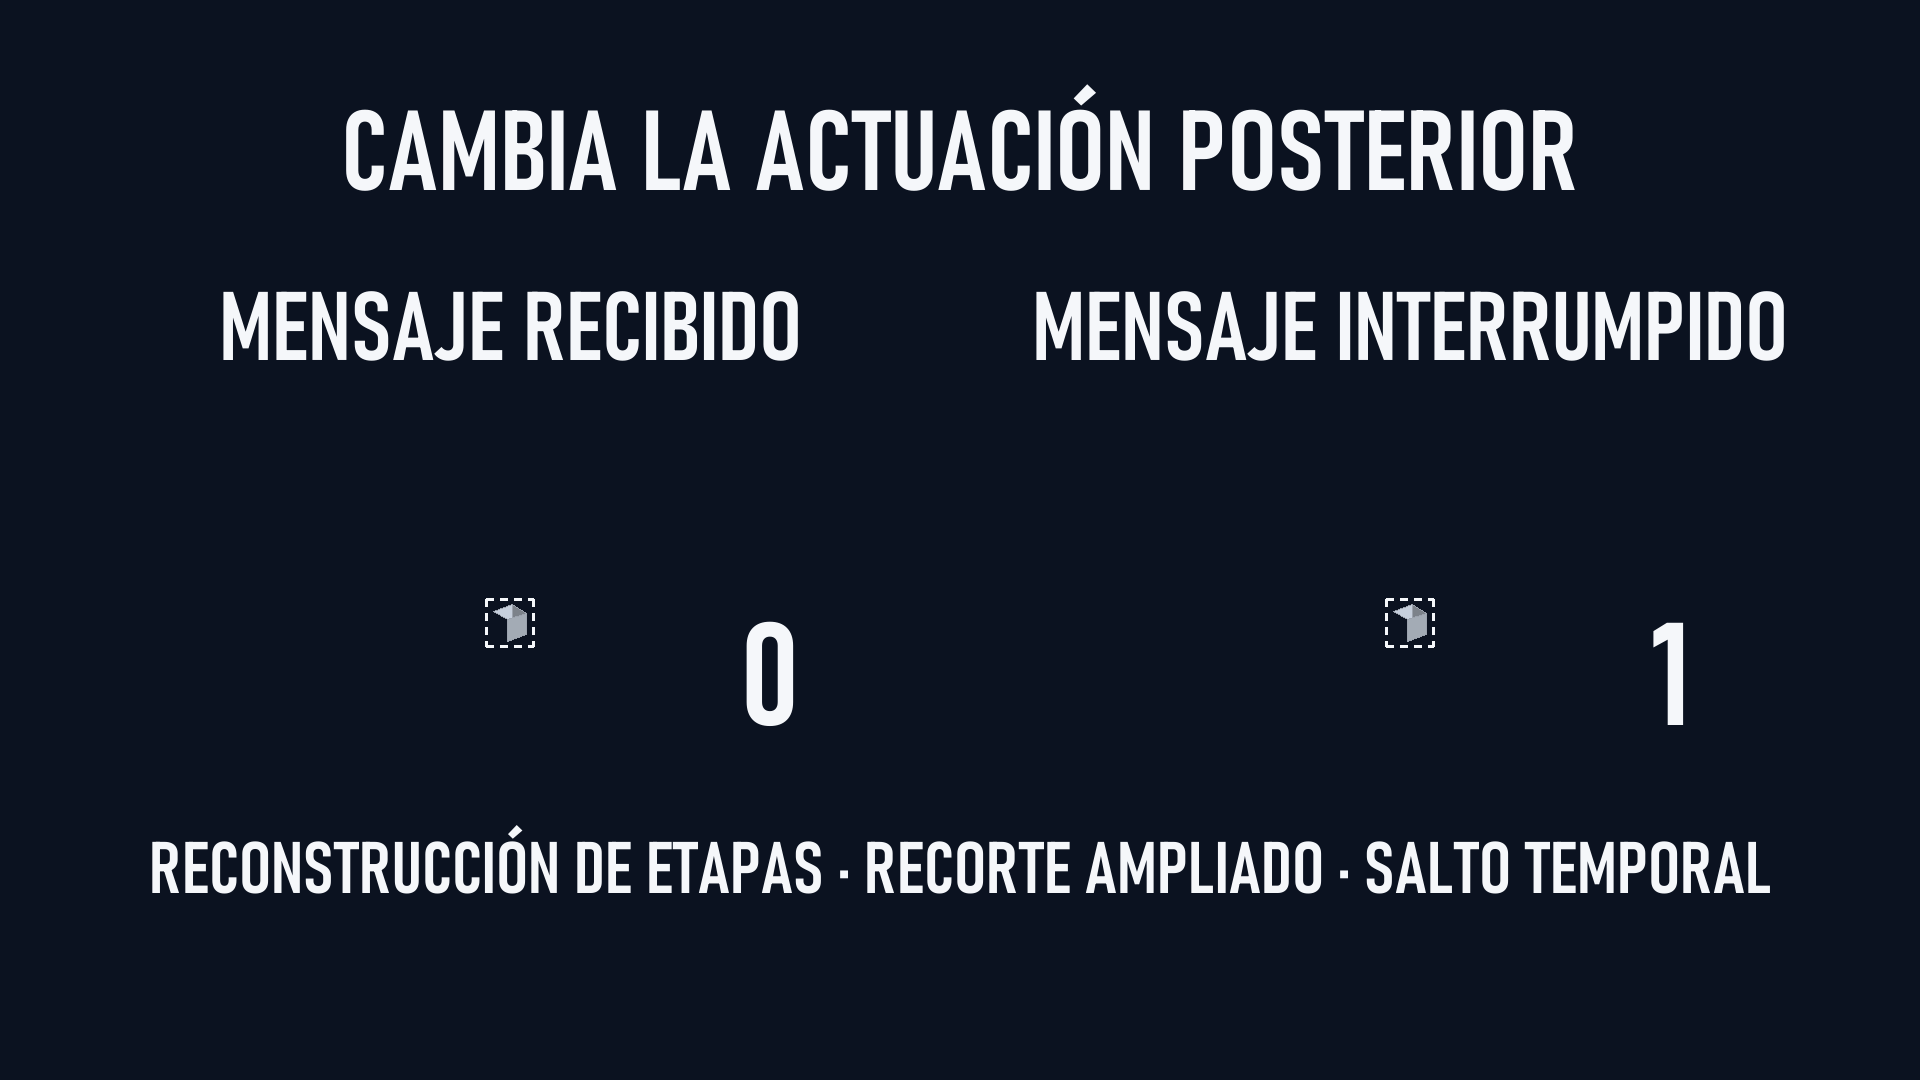 CAMBIA LA ACTUACIÓN POSTERIOR
MENSAJE RECIBIDO
MENSAJE INTERRUMPIDO
0
1
RECONSTRUCCIÓN DE ETAPAS · RECORTE AMPLIADO · SALTO TEMPORAL